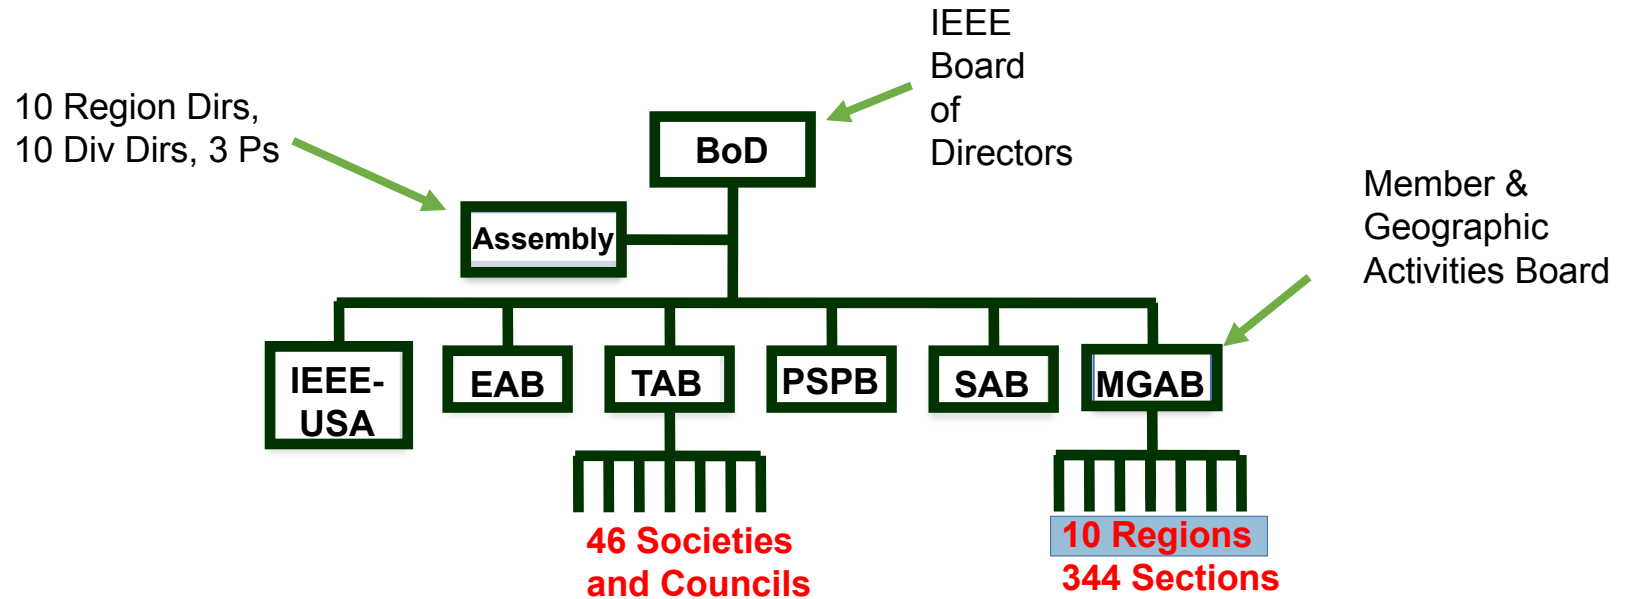 IEEE
Board
of
Directors
10 Region Dirs,
10 Div Dirs, 3 Ps
BoD
Member &
Geographic
Activities Board
Assembly
IEEE-
USA
EAB
TAB
PSPB
SAB
MGAB
46 Societies
and Councils
10 Regions
344 Sections